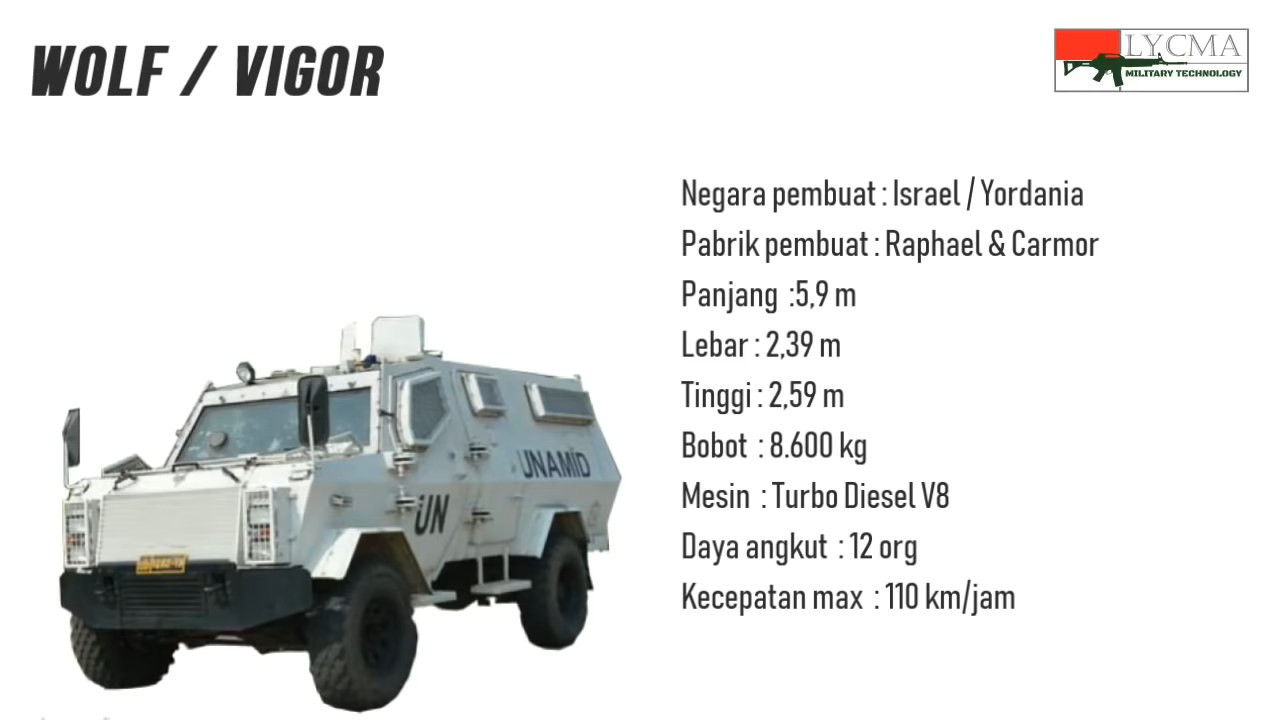 WOLF / VIGOR
LYCMA
MILITARY TECHNOLOGY
Negara pembuat : Israel / Yordania
Pabrik pembuat : Raphael & Carmor
Panjang :5,9 m
Lebar : 2,39 m
Tinggi : 2,59 m
Bobot : 8.600 kg
Mesin : Turbo Diesel V8
Daya angkut : 12 org
Kecepatan max : 110 km/jam
UNAMID
UN